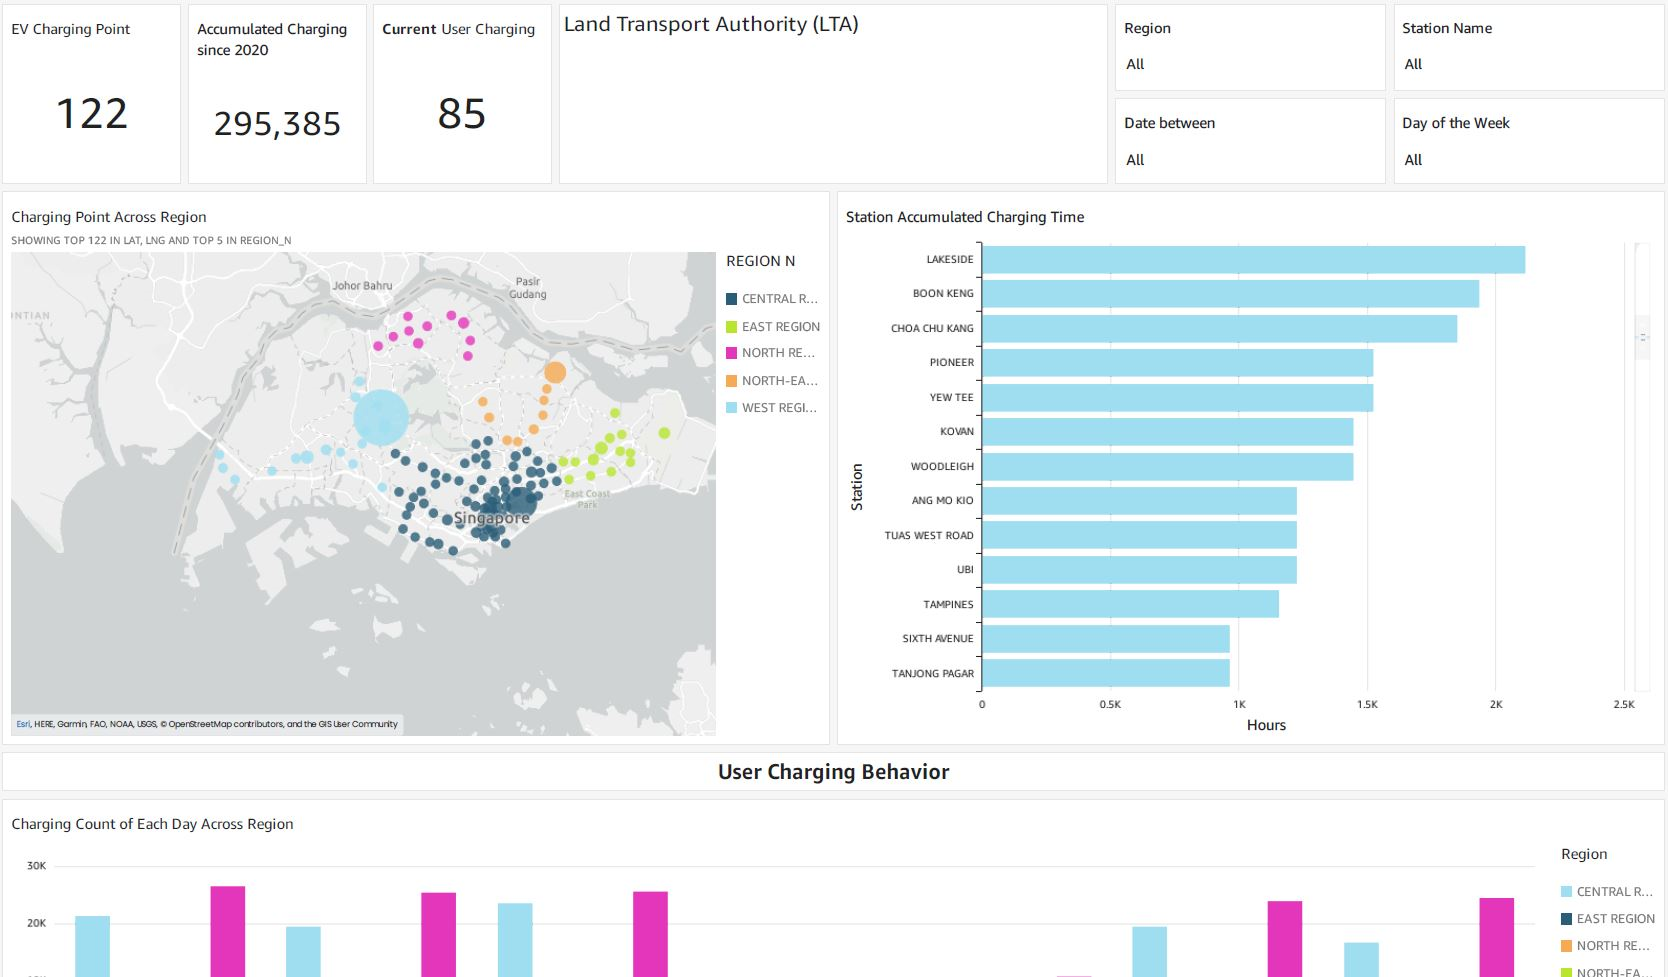 EV Charging Point
122
Accumulated Charging
since 2020
295,385
Current User Charging
85
Land Transport Authority (LTA)
Region
All
Station Name
All
Date between
All
Day of the Week
All
Charging Point Across Region
SHOWING TOP 122 IN LAT, LNG AND TOP 5 IN REGION_N
Johor Bahru
Pasir
Gudang
NTIAN
East Coast
Park
Singapore
Esri, HERE, Garmin, FAO, NOAA, USGS, © OpenStreetMap contributors, and the GIS User Community
REGION N
CENTRAL R...
EAST REGION
NORTH RE...
NORTH-EA...
WEST REGI...
Station Accumulated Charging Time
Station
LAKESIDE
BOON KENG
CHOA CHU KANG
PIONEER
YEW TEE
KOVAN
WOODLEIGH
ANG MO KIO
TUAS WEST ROAD
UBI
TAMPINES
SIXTH AVENUE
TANJONG PAGAR
0 0.5K 1K 1.5K 2K 2.5K
Hours
User Charging Behavior
Charging Count of Each Day Across Region
30K
20K
Region
CENTRAL R...
EAST REGION
NORTH RE...
NORTH-EA...